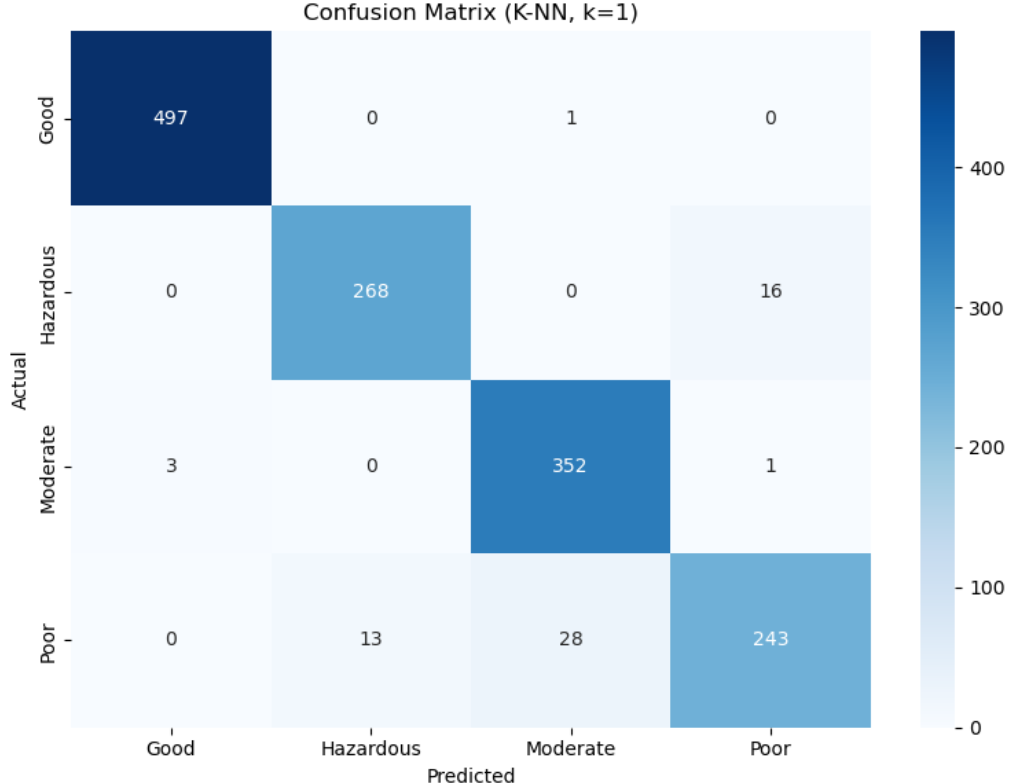 Confusion Matrix (K-NN, k=1)
Actual
Good
497 0 1 0
Hazardous
0 268 0 16
Moderate
3 0 352 1
Poor
0 13 28 243
Good Hazardous Moderate Poor
Predicted
400
300
200
100
0